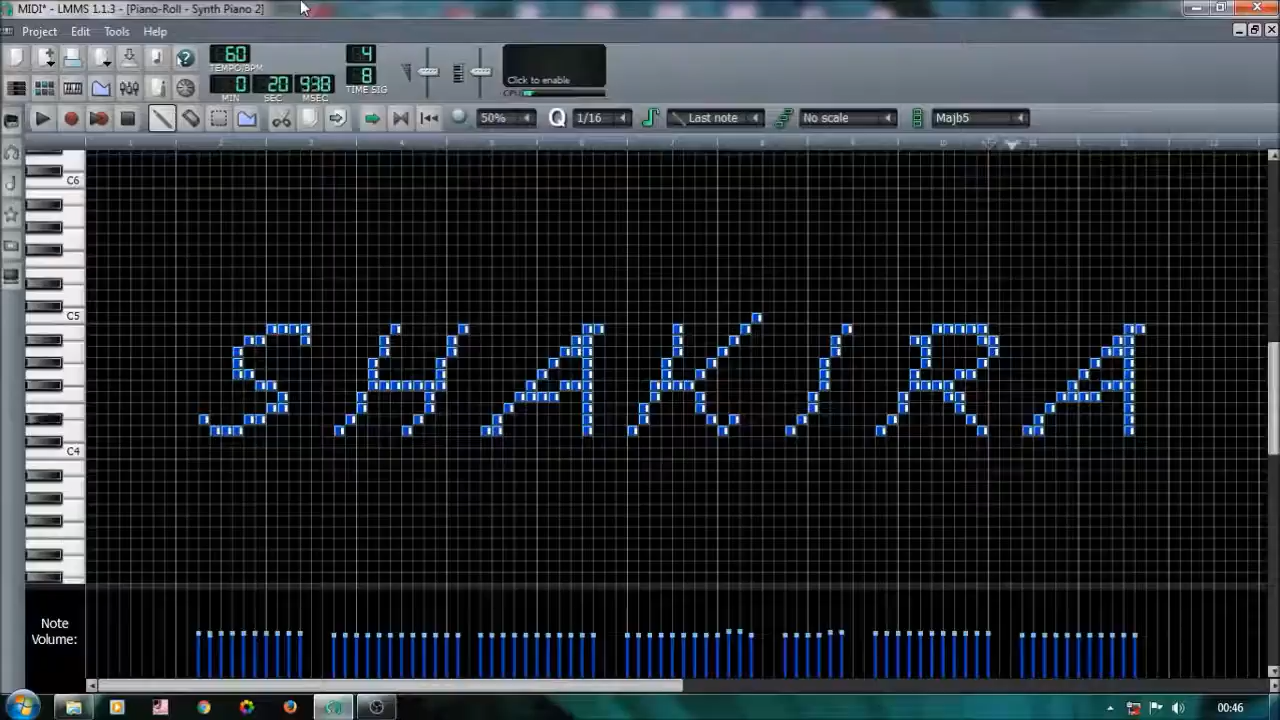 MIDI* - LMMS 1.1.3 - [Piano-Roll - Synth Piano 2]
Project Edit Tools Help
60
TEMPO/BPM
0 20 938
MIN SEC MSEC
4
8
TIME SIG
Click to enable
CPU
50% Q 1/16 Last note No scale Majb5
C6
C5
SHAKIRA
C4
Note
Volume:
00:46